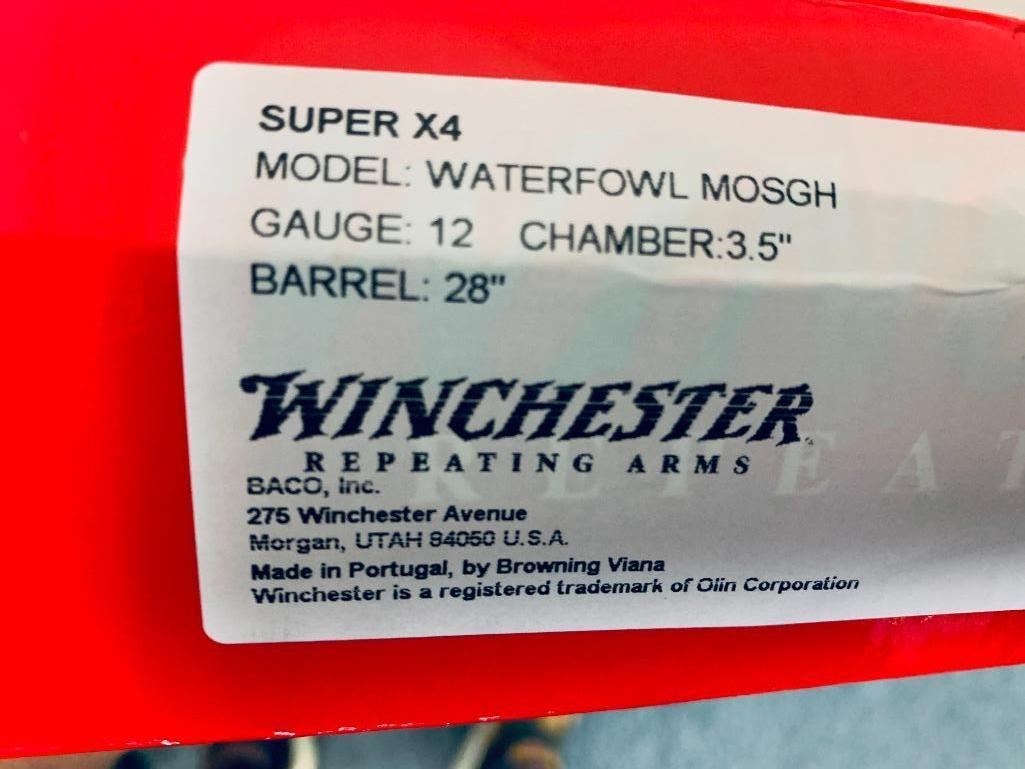 SUPER X4
MODEL: WATERFOWL MOSGH
GAUGE: 12 CHAMBER:3.5"
BARREL: 28"
WINCHESTER
REPEATING ARMS
BACO, Inc.
275 Winchester Avenue
Morgan, UTAH 84050 U.S.A.
Made in Portugal, by Browning Viana
Winchester is a registered trademark of Olin Corporation